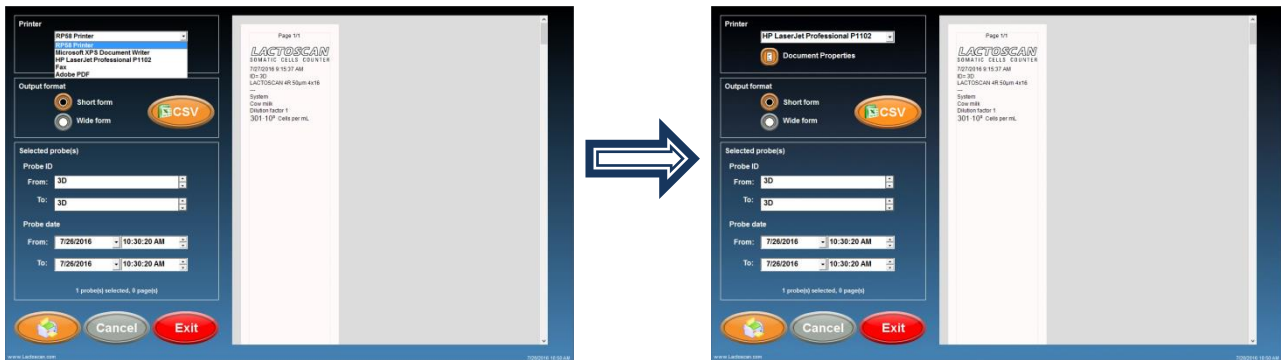 Printer
RP58 Printer
RP58 Printer
Microsoft XPS Document Writer
HP LaserJet Professional P1102
Fax
Adobe PDF
Output format
Short form
Wide form
CSV
Selected probe(s)
Probe ID
From: 3D
To: 3D
Probe date
From: 7/26/2016 10:30:20 AM
To: 7/26/2016 10:30:20 AM
1 probe(s) selected, 0 page(s)
Cancel
Exit
www.Lactoscan.com
Page 1/1
LACTOSCAN
SOMATIC CELLS COUNTER
7/27/2016 9:15:37 AM
ID= 3D
LACTOSCAN 4R 50µm 4x16
---
System
Cow milk
Dilution factor 1
Cells per mL.
Printer
HP LaserJet Professional P1102
Document Properties
Output format
Short form
Wide form
CSV
Selected probe(s)
Probe ID
From: 3D
To: 3D
Probe date
From: 7/26/2016 10:30:20 AM
To: 7/26/2016 10:30:20 AM
1 probe(s) selected, 0 page(s)
Cancel
Exit
www.Lactoscan.com
Page 1/1
LACTOSCAN
SOMATIC CELLS COUNTER
7/27/2016 9:15:37 AM
ID= 3D
LACTOSCAN 4R 50µm 4x16
---
System
Cow milk
Dilution factor 1
Cells per mL.